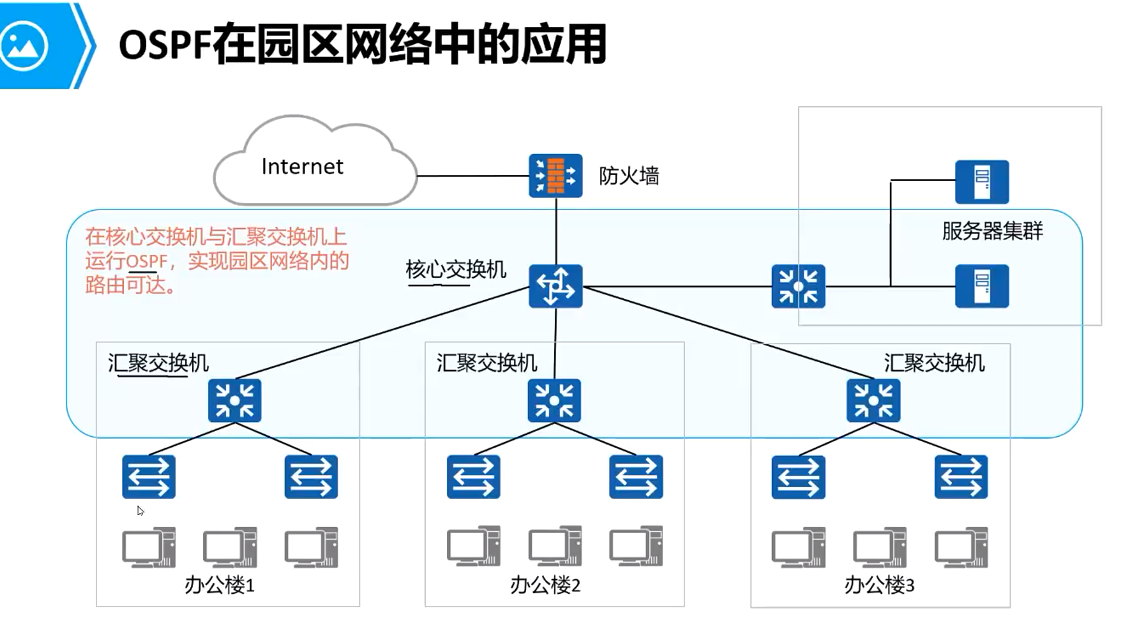 OSPF在园区网络中的应用
Internet
防火墙
服务器集群
在核心交换机与汇聚交换机上
运行OSPF，实现园区网络内的
路由可达。
核心交换机
汇聚交换机
汇聚交换机
汇聚交换机
办公楼1
办公楼2
办公楼3